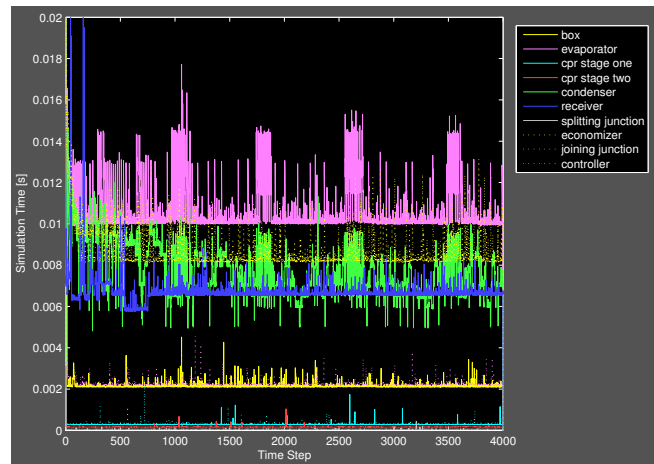 0.02
0.018
0.016
0.014
0.012
0.01
0.008
0.006
0.004
0.002
0
Simulation Time [s]
0 500 1000 1500 2000 2500 3000 3500 4000
Time Step
box
evaporator
cpr stage one
cpr stage two
condenser
receiver
splitting junction
economizer
joining junction
controller